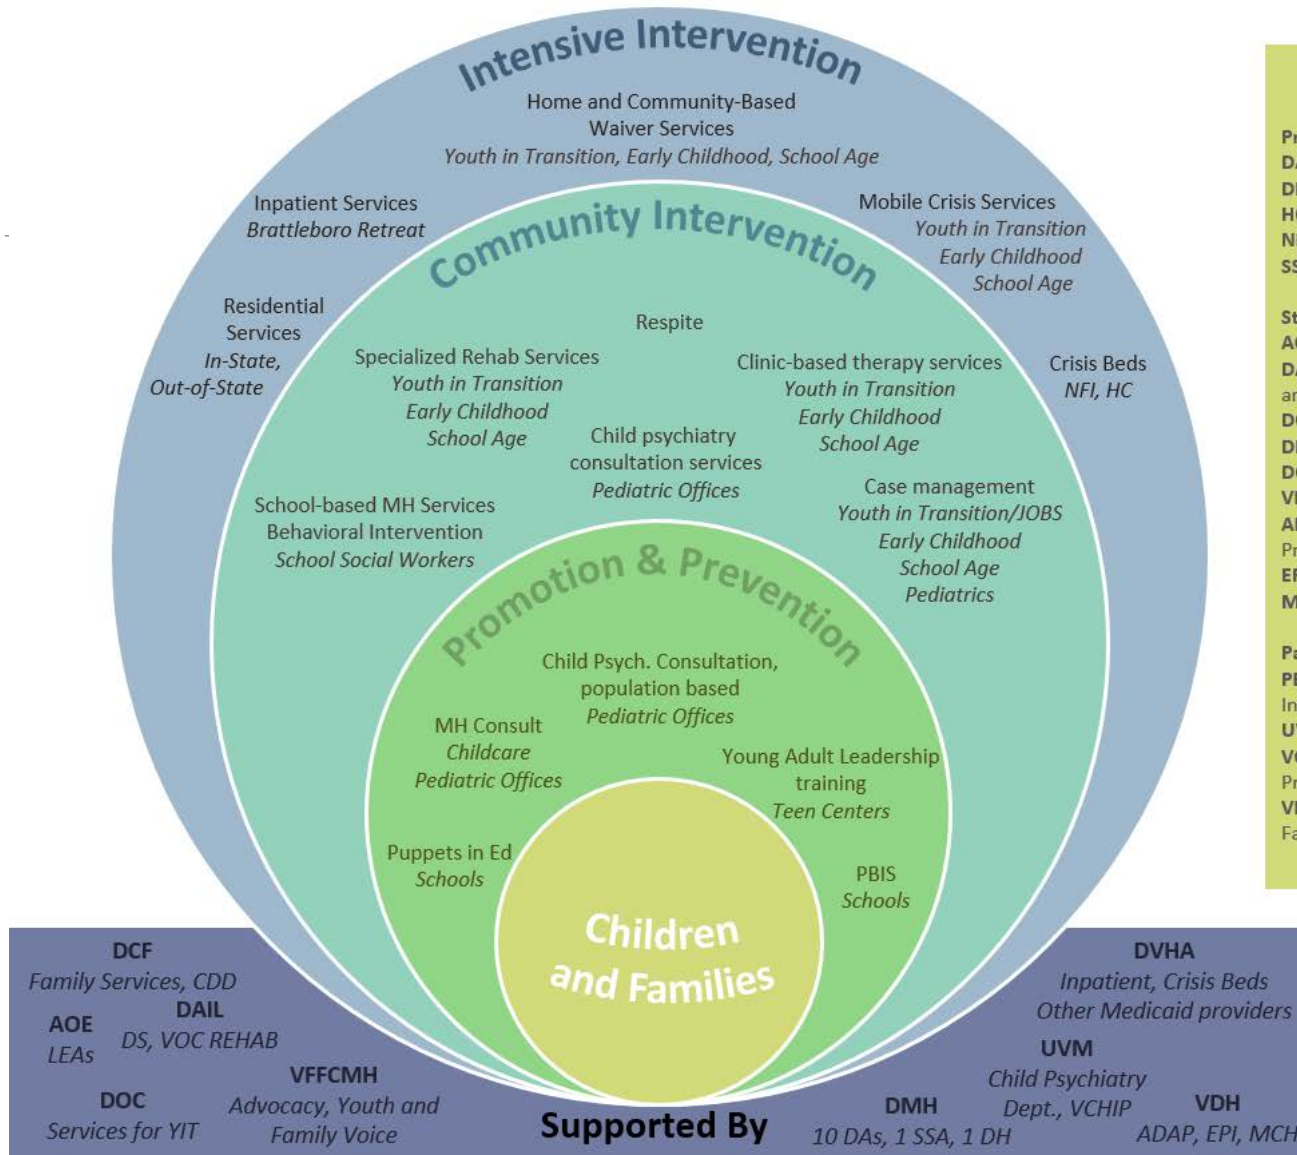 Intensive Intervention
Home and Community-Based
Waiver Services
Youth in Transition, Early Childhood, School Age
Inpatient Services
Brattleboro Retreat
Mobile Crisis Services
Youth in Transition
Early Childhood
School Age
Residential
Services
In-State,
Out-of-State
Crisis Beds
NFI, HC
Community Intervention
Respite
Specialized Rehab Services
Youth in Transition
Early Childhood
School Age
Clinic-based therapy services
Youth in Transition
Early Childhood
School Age
Child psychiatry
consultation services
Pediatric Offices
School-based MH Services
Behavioral Intervention
School Social Workers
Case management
Youth in Transition/JOBS
Early Childhood
School Age
Pediatrics
Promotion & Prevention
Child Psych. Consultation,
population based
Pediatric Offices
MH Consult
Childcare
Pediatric Offices
Young Adult Leadership
training
Teen Centers
Puppets in Ed
Schools
PBIS
Schools
Children
and Families
DCF
Family Services, CDD
AOE
LEAs
DAIL
DS, VOC REHAB
DOC
Services for YIT
VFFCMH
Advocacy, Youth and
Family Voice
Supported By
DMH
10 DAs, 1 SSA, 1 DH
UVM
Child Psychiatry
Dept., VCHIP
DVHA
Inpatient, Crisis Beds
Other Medicaid providers
VDH
ADAP, EPI, MCH